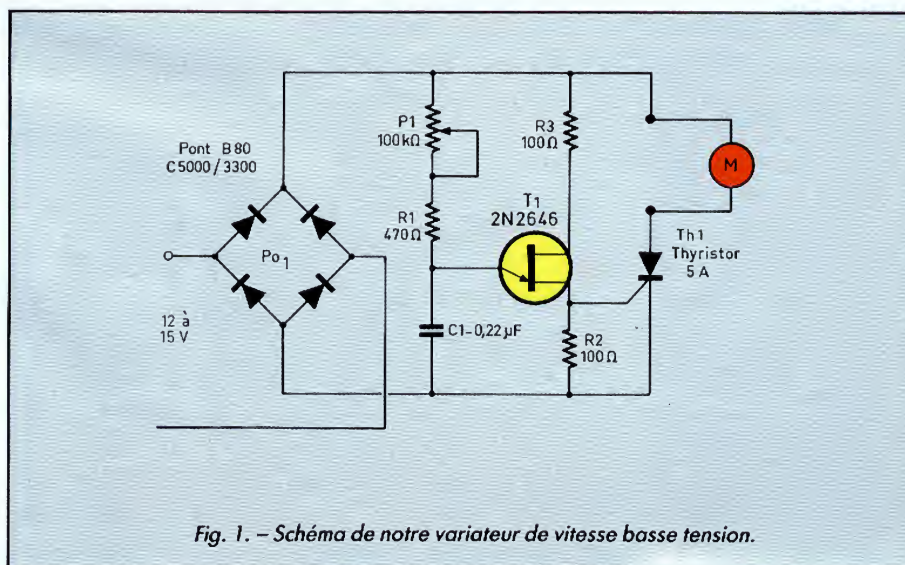 Pont B80
C5000/3300
Po1
12 à
15 V
P1
100kΩ
R1
470Ω
C1-0,22µF
T1
2N2646
R3
100Ω
R2
100Ω
Th1
Thyristor
5A
M
Fig. 1. – Schéma de notre variateur de vitesse basse tension.